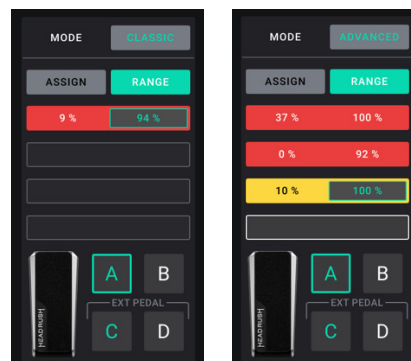 MODE CLASSIC
ASSIGN RANGE
9 % 94 %
A B
EXT PEDAL
C D
HEADRUSH
MODE ADVANCED
ASSIGN RANGE
37 % 100 %
0 % 92 %
10 % 100 %
A B
EXT PEDAL
C D
HEADRUSH